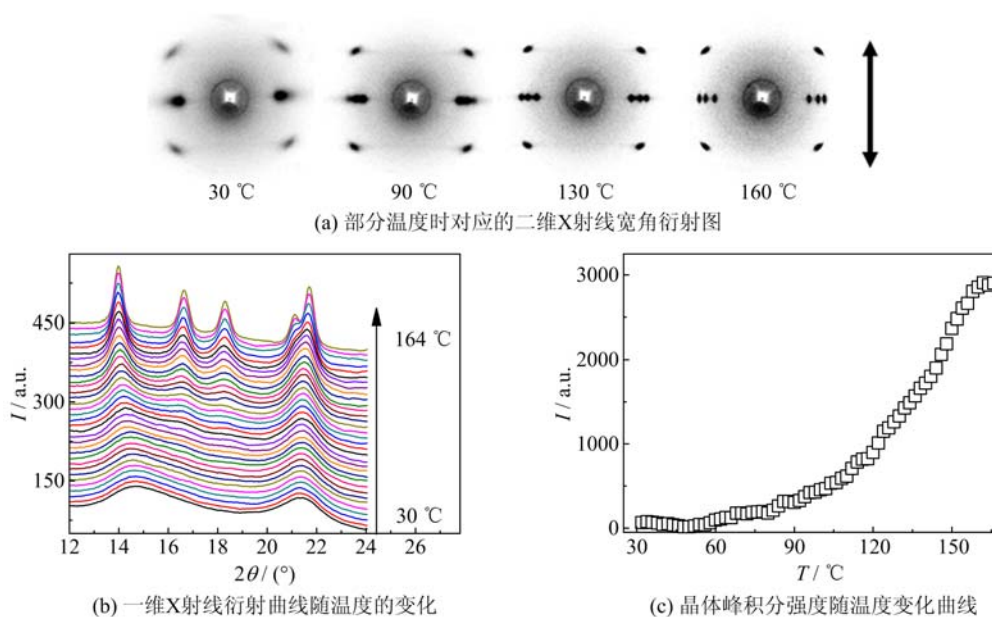 30 ℃ 90 ℃ 130 ℃ 160 ℃
(a) 部分温度时对应的二维X射线宽角衍射图
450
300
150
I / a.u.
164 ℃
30 ℃
12 14 16 18 20 22 24 26
2θ / (°)
(b) 一维X射线衍射曲线随温度的变化
3000
2000
1000
0
I / a.u.
30 60 90 120 150
T / ℃
(c) 晶体峰积分强度随温度变化曲线